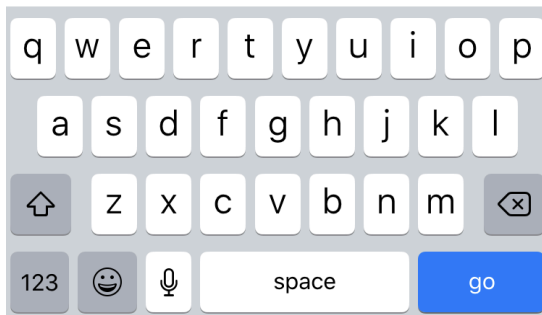 q w e r t y u i o p
a s d f g h j k l
z x c v b n m
123 space go